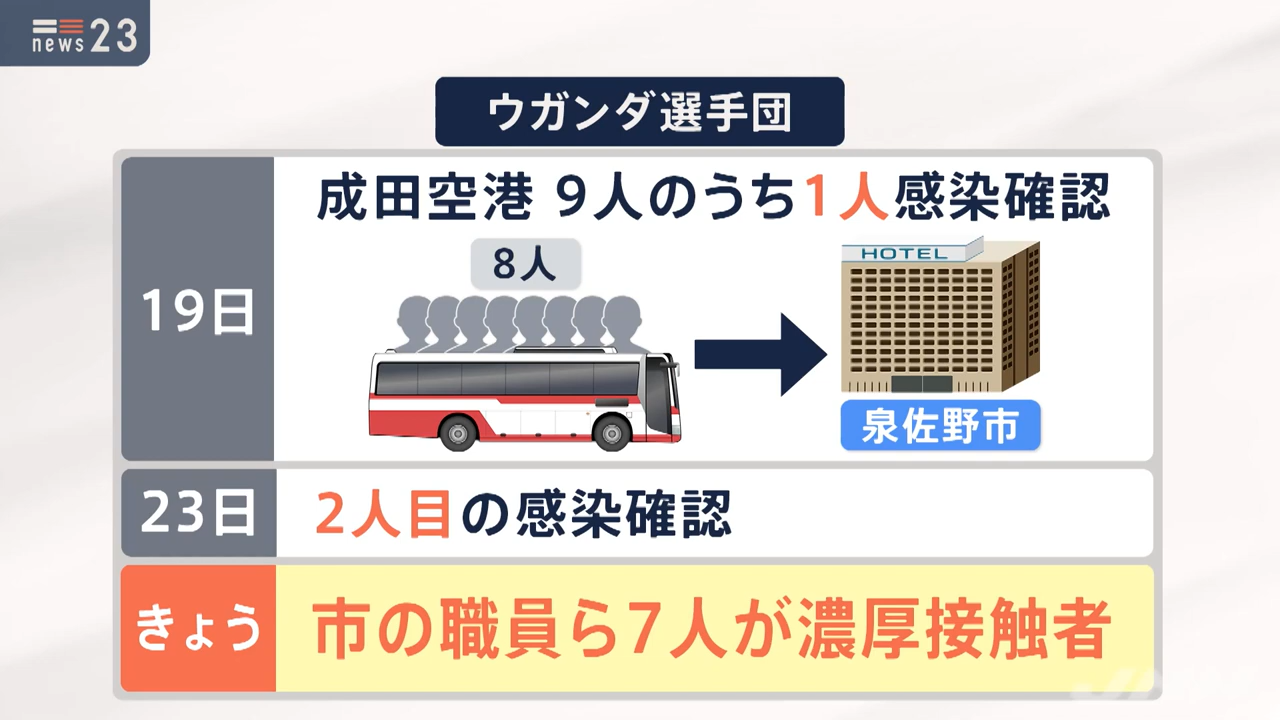 news23
ウガンダ選手団
19日
成田空港 9人のうち1人感染確認
8人
HOTEL
泉佐野市
23日
2人目の感染確認
きょう
市の職員ら7人が濃厚接触者